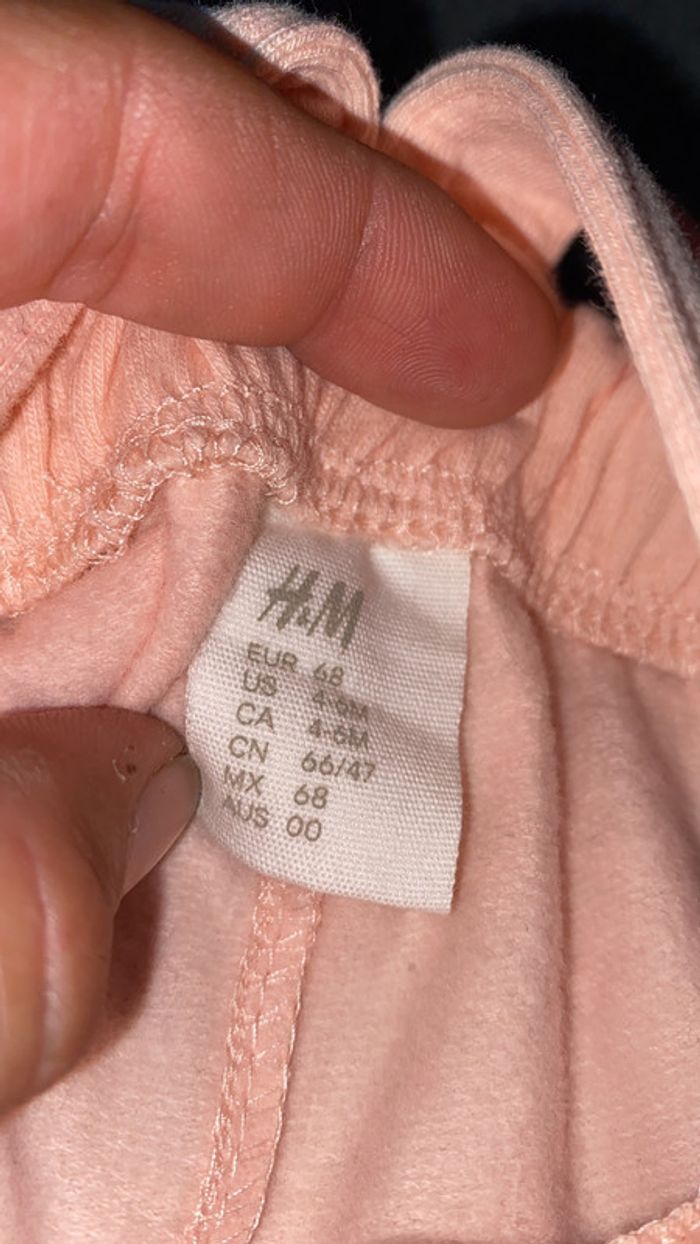 H&M
EUR 68
US 4-6M
CA 4-6M
CN 66/47
MX 68
AUS 00